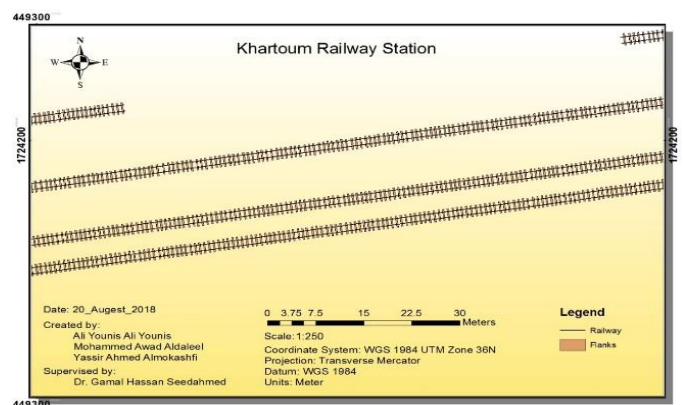 449300
Khartoum Railway Station
N
W E
S
1724200
1724200
Date: 20_Augest_2018
Created by:
Ali Younis Ali Younis
Mohammed Awad Aldaleel
Yassir Ahmed Almokashfi
Supervised by:
Dr. Gamal Hassan Seedahmed
0 3.75 7.5 15 22.5 30
Meters
Scale: 1:250
Coordinate System: WGS 1984 UTM Zone 36N
Projection: Transverse Mercator
Datum: WGS 1984
Units: Meter
Legend
Railway
Flanks
449300